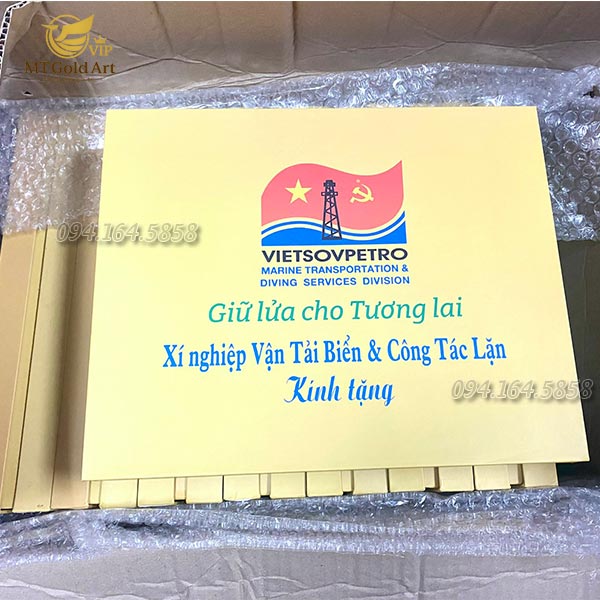 VIP
MT Gold Art
094.164.5858
VIETSOVPETRO
MARINE TRANSPORTATION &
DIVING SERVICES DIVISION
Giữ lửa cho Tương lai
Xí nghiệp Vận Tải Biển & Công Tác Lặn
Kính tặng
094.164.5858